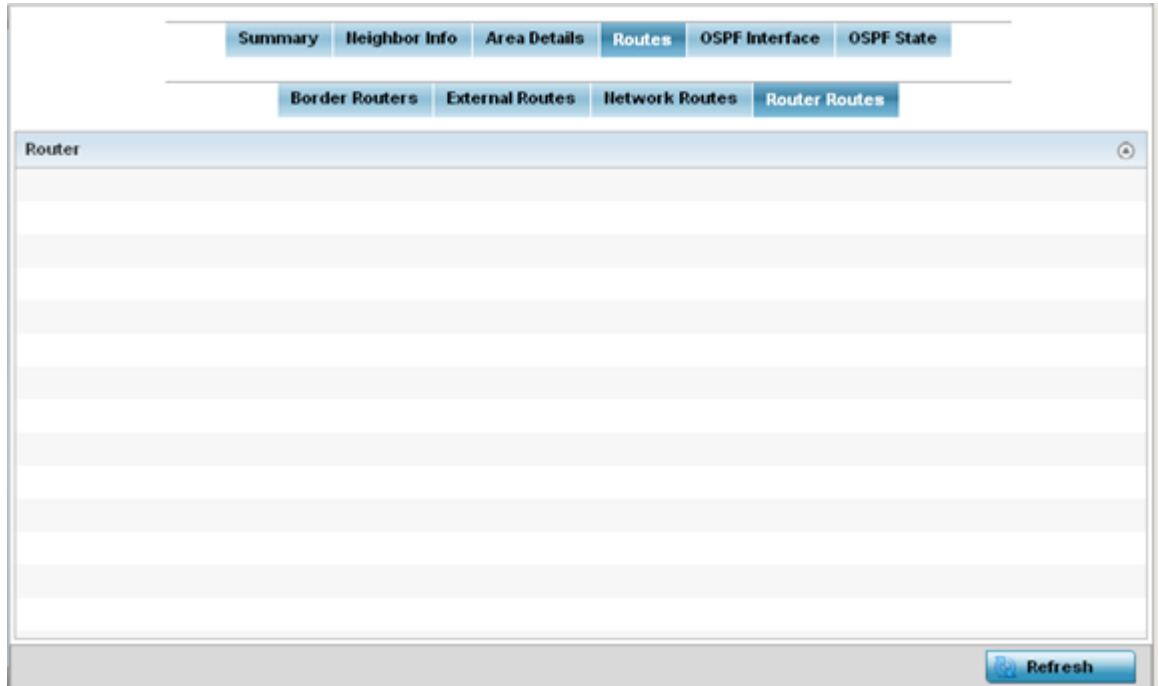 Summary Neighbor Info Area Details Routes OSPF Interface OSPF State
Border Routers External Routes Network Routes Router Routes
Router
Refresh